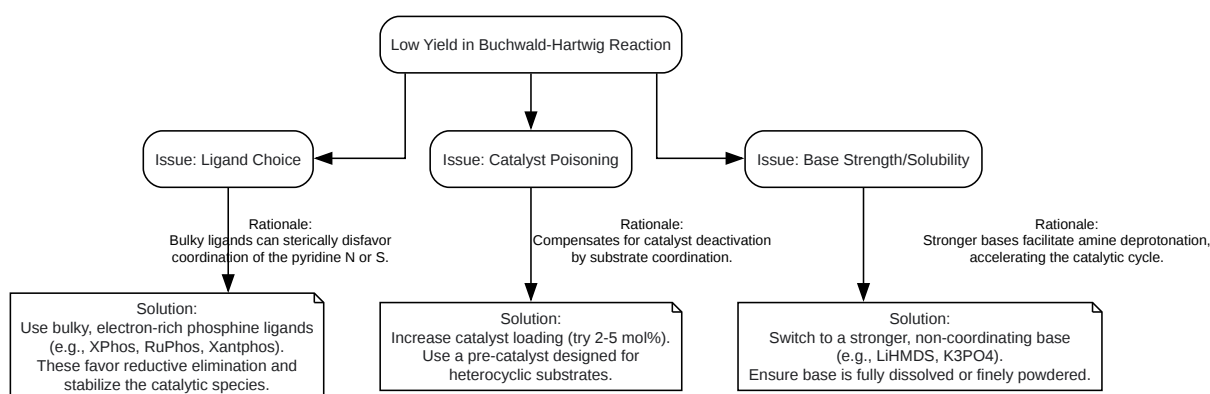 Low Yield in Buchwald-Hartwig Reaction
Issue: Ligand Choice
Issue: Catalyst Poisoning
Issue: Base Strength/Solubility
Rationale:
Bulky ligands can sterically disfavor
coordination of the pyridine N or S.
Rationale:
Compensates for catalyst deactivation
by substrate coordination.
Rationale:
Stronger bases facilitate amine deprotonation,
accelerating the catalytic cycle.
Solution:
Use bulky, electron-rich phosphine ligands
(e.g., XPhos, RuPhos, Xantphos).
These favor reductive elimination and
stabilize the catalytic species.
Solution:
Increase catalyst loading (try 2-5 mol%).
Use a pre-catalyst designed for
heterocyclic substrates.
Solution:
Switch to a stronger, non-coordinating base
(e.g., LiHMDS, K3PO4).
Ensure base is fully dissolved or finely powdered.